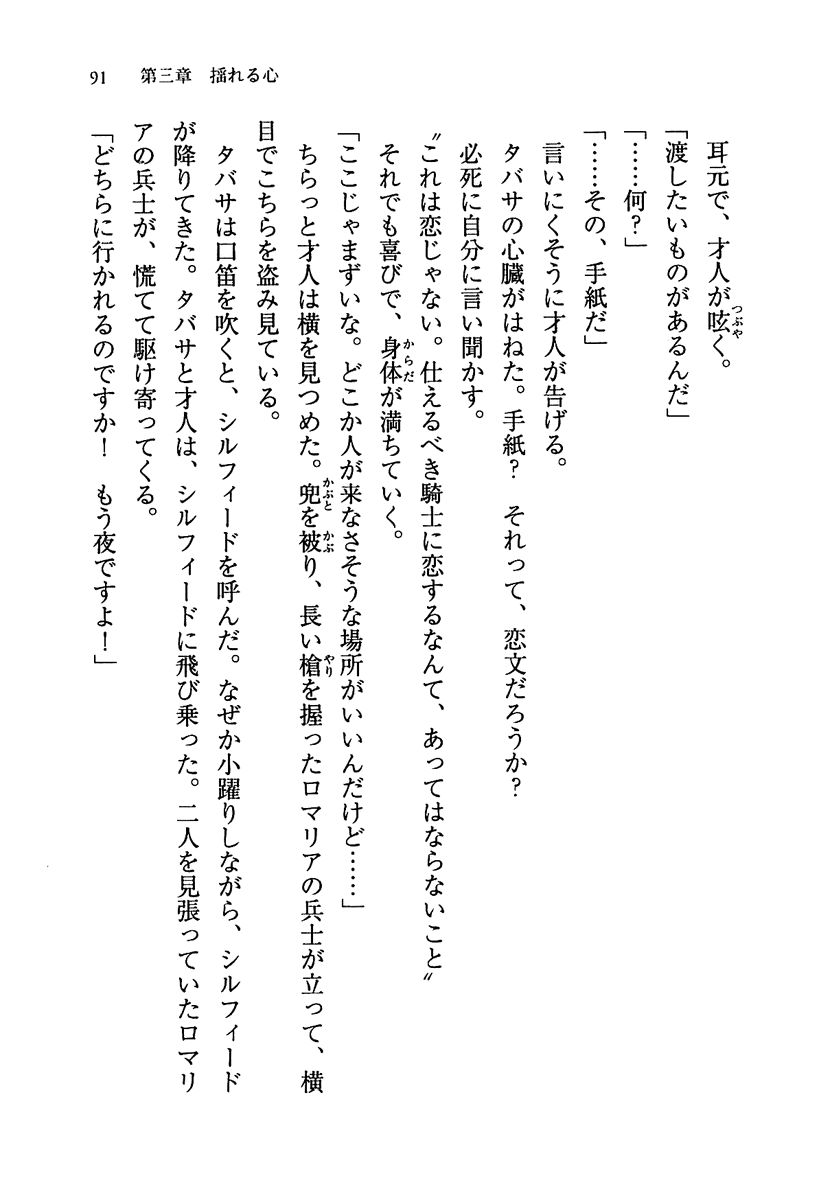 91　第三章　揺れる心
耳元で、才人が呟く。
「渡したいものがあるんだ」
「……何？」
「……その、手紙だ」
言いにくそうに才人が告げる。
タバサの心臓がはねた。手紙？　それって、恋文だろうか？
必死に自分に言い聞かす。
〝これは恋じゃない。仕えるべき騎士に恋するなんて、あってはならないこと〟
それでも喜びで、身体が満ちていく。
「ここじゃまずいな。どこか人が来なさそうな場所がいいんだけど……」
ちらっと才人は横を見つめた。兜を被り、長い槍を握ったロマリアの兵士が立って、横
目でこちらを盗み見ている。
タバサは口笛を吹くと、シルフィードを呼んだ。なぜか小躍りしながら、シルフィード
が降りてきた。タバサと才人は、シルフィードに飛び乗った。二人を見張っていたロマリ
アの兵士が、慌てて駆け寄ってくる。
「どちらに行かれるのですか！　もう夜ですよ！」